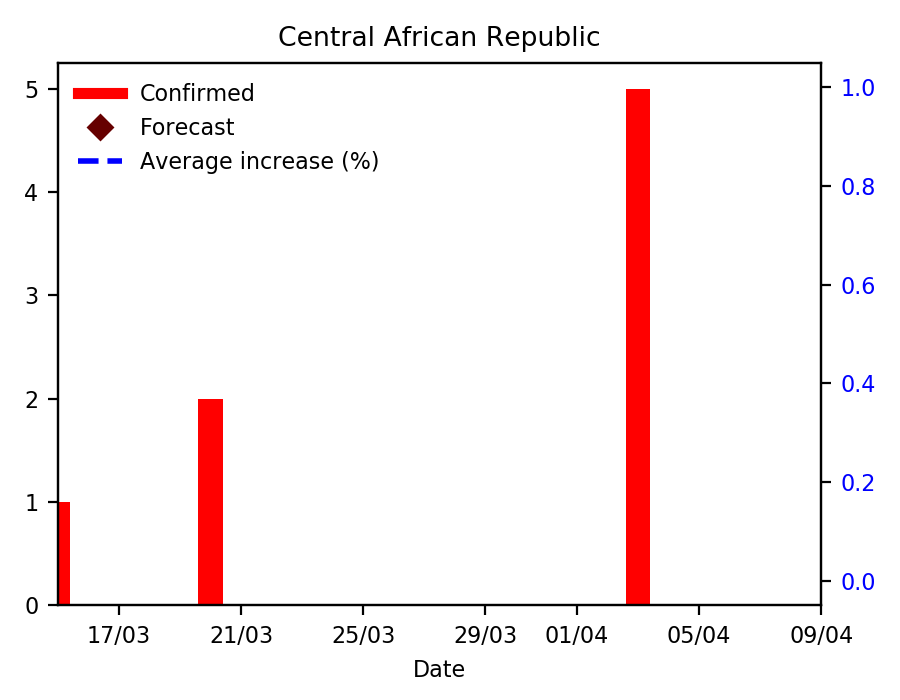 Central African Republic
Confirmed
Forecast
Average increase (%)
5
4
3
2
1
0
1.0
0.8
0.6
0.4
0.2
0.0
17/03 21/03 25/03 29/03 01/04 05/04 09/04
Date